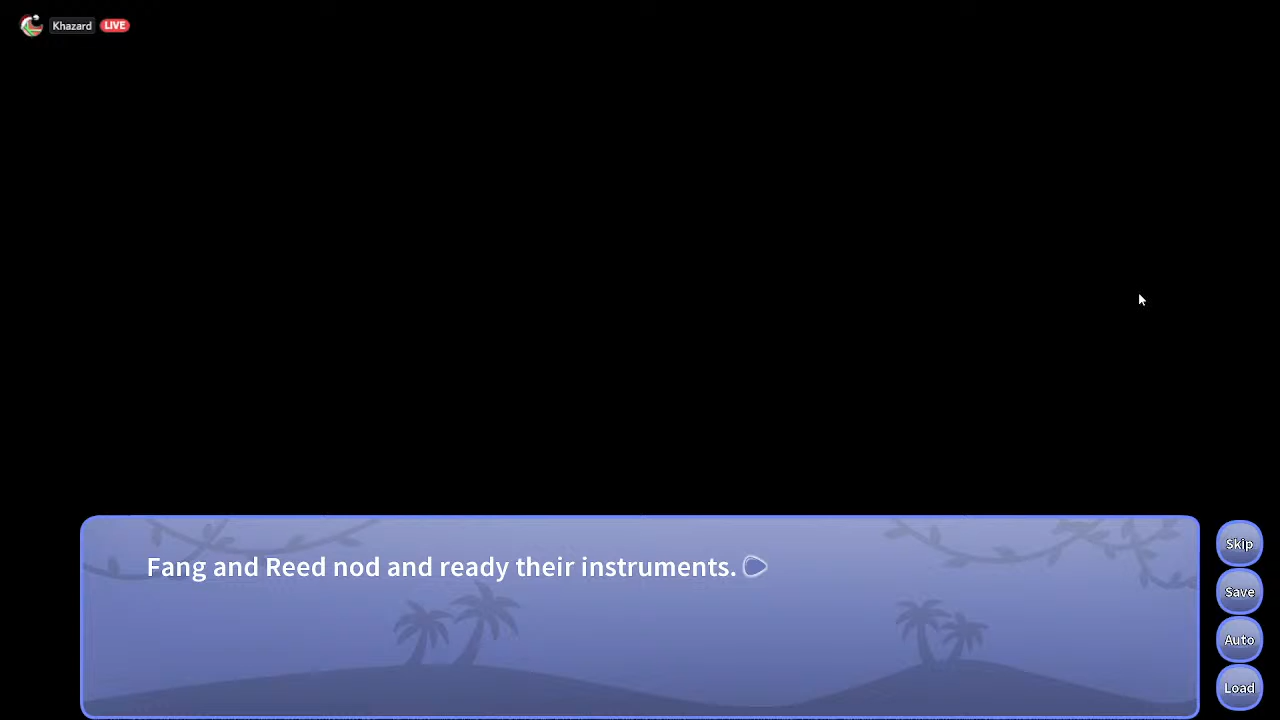 Khazard LIVE
Fang and Reed nod and ready their instruments.
Skip
Save
Auto
Load